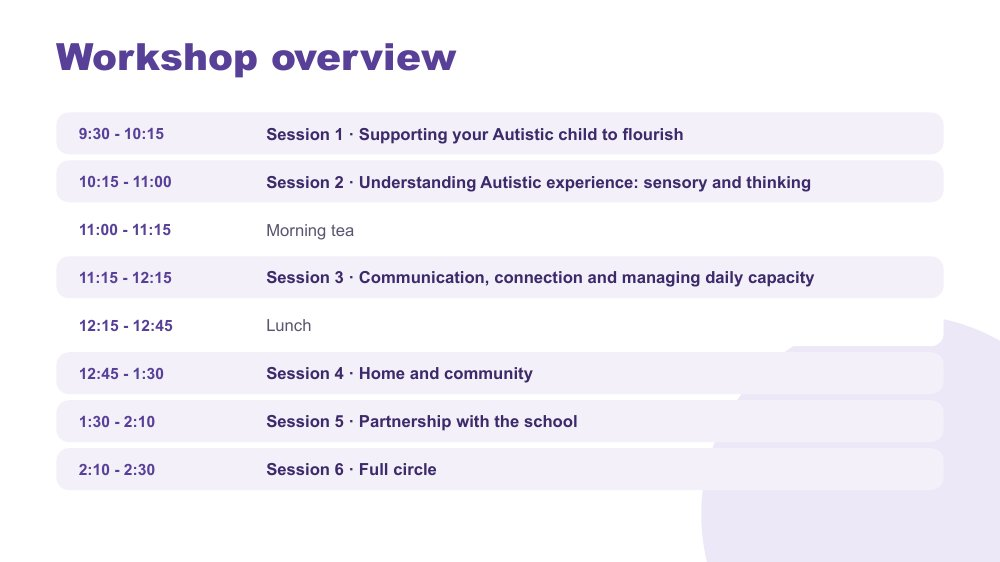 Workshop overview
9:30 - 10:15 Session 1 · Supporting your Autistic child to flourish
10:15 - 11:00 Session 2 · Understanding Autistic experience: sensory and thinking
11:00 - 11:15 Morning tea
11:15 - 12:15 Session 3 · Communication, connection and managing daily capacity
12:15 - 12:45 Lunch
12:45 - 1:30 Session 4 · Home and community
1:30 - 2:10 Session 5 · Partnership with the school
2:10 - 2:30 Session 6 · Full circle